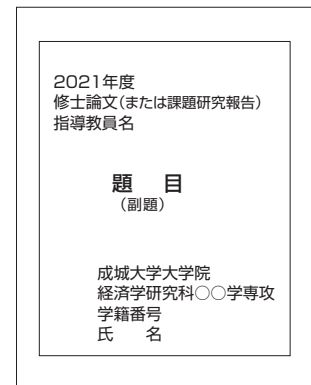 2021年度
修士論文(または課題研究報告)
指導教員名
題　目
(副題)
成城大学大学院
経済学研究科○○学専攻
学籍番号
氏　　名